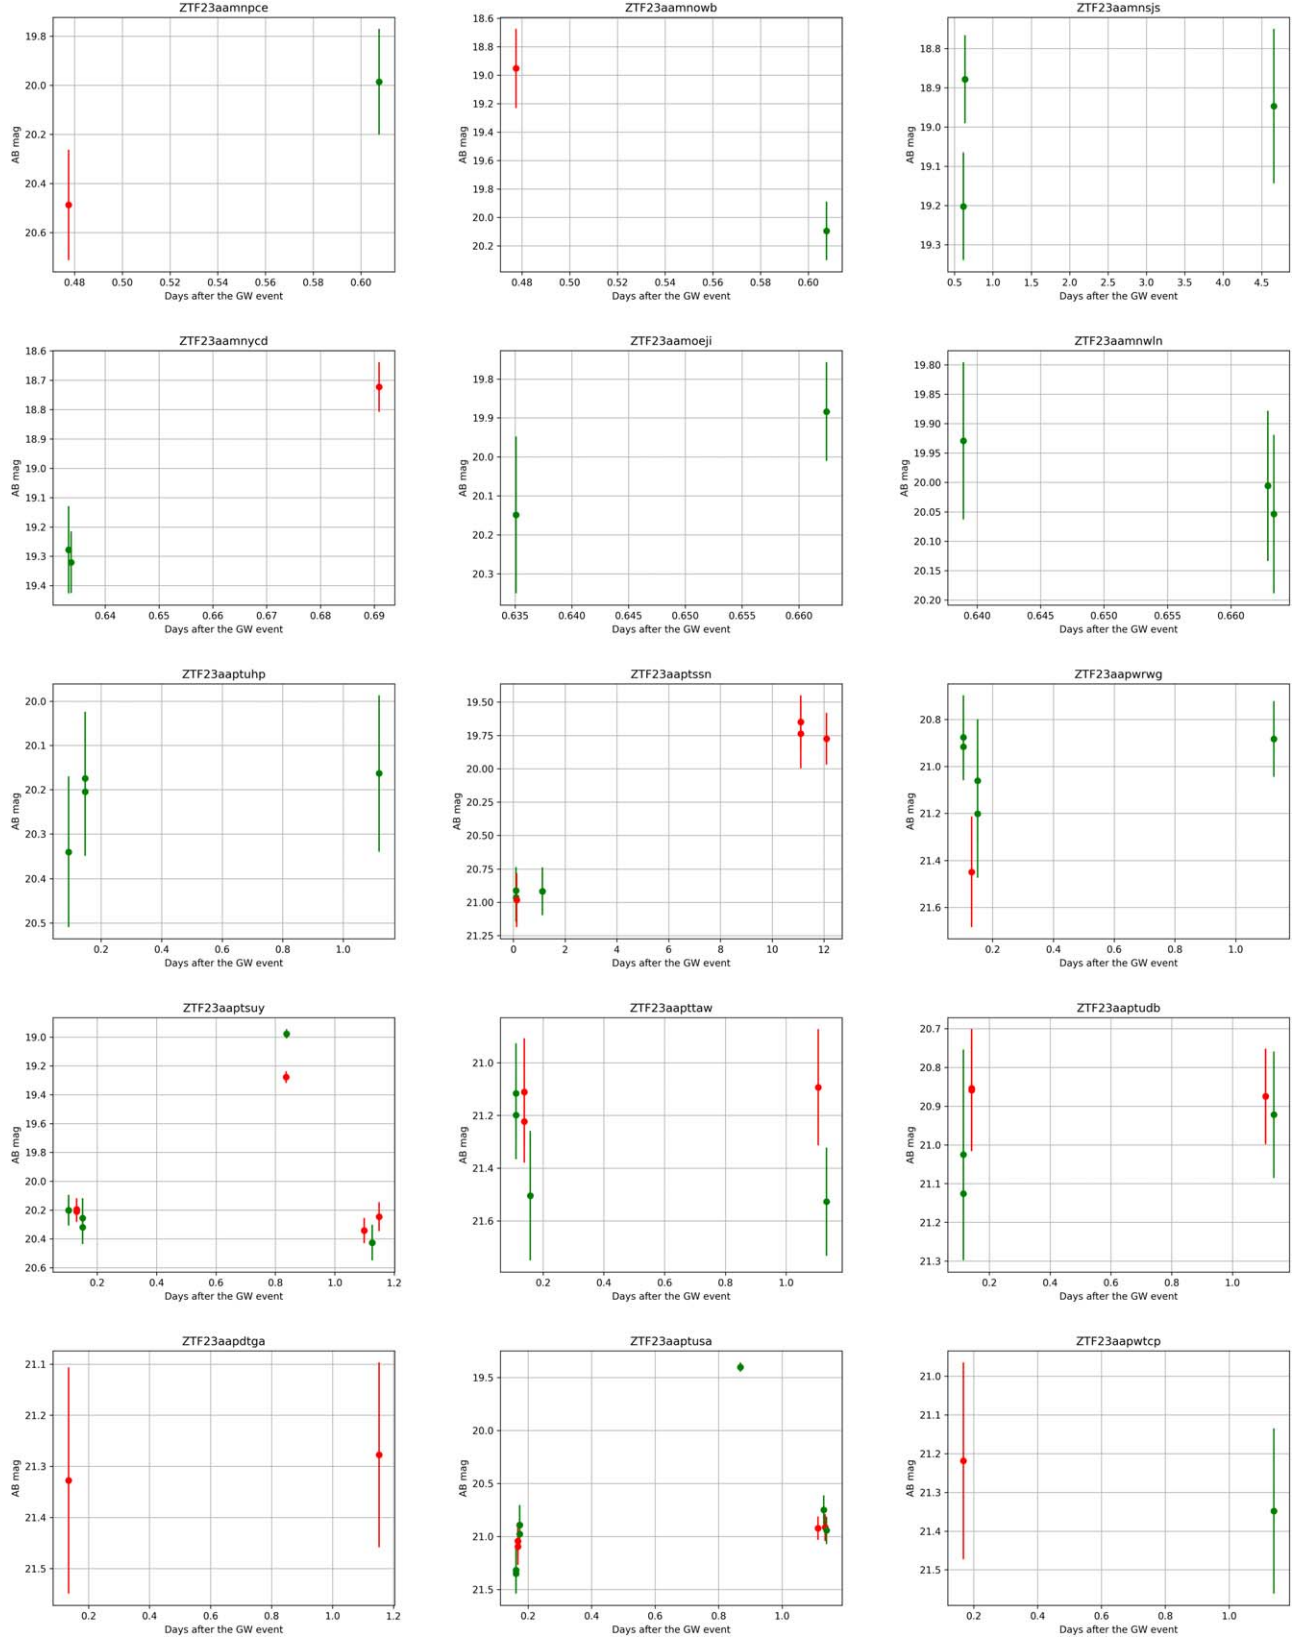 ZTF23aamnpce
19.8
20.0
20.2
20.4
20.6
AB mag
0.48 0.50 0.52 0.54 0.56 0.58 0.60
Days after the GW event
ZTF23aamnowb
18.6
18.8
19.0
19.2
19.4
19.6
19.8
20.0
20.2
AB mag
0.48 0.50 0.52 0.54 0.56 0.58 0.60
Days after the GW event
ZTF23aamnsjs
18.8
18.9
19.0
19.1
19.2
19.3
AB mag
0.5 1.0 1.5 2.0 2.5 3.0 3.5 4.0 4.5
Days after the GW event
ZTF23aamnycd
18.6
18.7
18.8
18.9
19.0
19.1
19.2
19.3
19.4
AB mag
0.64 0.65 0.66 0.67 0.68 0.69
Days after the GW event
ZTF23aamoeji
19.8
19.9
20.0
20.1
20.2
20.3
AB mag
0.635 0.640 0.645 0.650 0.655 0.660
Days after the GW event
ZTF23aamnwln
19.80
19.85
19.90
19.95
20.00
20.05
20.10
20.15
20.20
AB mag
0.640 0.645 0.650 0.655 0.660
Days after the GW event
ZTF23aaptuhp
20.0
20.1
20.2
20.3
20.4
20.5
AB mag
0.2 0.4 0.6 0.8 1.0
Days after the GW event
ZTF23aaptssn
19.50
19.75
20.00
20.25
20.50
20.75
21.00
21.25
AB mag
0 2 4 6 8 10 12
Days after the GW event
ZTF23aapwrwg
20.8
21.0
21.2
21.4
21.6
AB mag
0.2 0.4 0.6 0.8 1.0
Days after the GW event
ZTF23aaptsuy
19.0
19.2
19.4
19.6
19.8
20.0
20.2
20.4
20.6
AB mag
0.2 0.4 0.6 0.8 1.0 1.2
Days after the GW event
ZTF23aapttaw
21.0
21.2
21.4
21.6
AB mag
0.2 0.4 0.6 0.8 1.0
Days after the GW event
ZTF23aaptudb
20.7
20.8
20.9
21.0
21.1
21.2
21.3
AB mag
0.2 0.4 0.6 0.8 1.0
Days after the GW event
ZTF23aapdtga
21.1
21.2
21.3
21.4
21.5
AB mag
0.2 0.4 0.6 0.8 1.0 1.2
Days after the GW event
ZTF23aaptusa
19.5
20.0
20.5
21.0
21.5
AB mag
0.2 0.4 0.6 0.8 1.0
Days after the GW event
ZTF23aapwtcp
21.0
21.1
21.2
21.3
21.4
21.5
AB mag
0.2 0.4 0.6 0.8 1.0
Days after the GW event